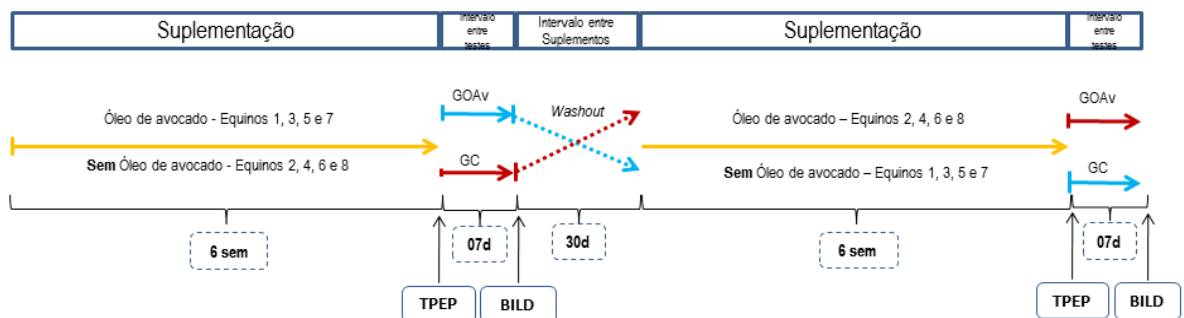 Suplementação
Intervalo
entre
testes
Intervalo entre
Suplementos
Suplementação
Intervalo
entre
testes
Óleo de avocado - Equinos 1, 3, 5 e 7
GOAv
Washout
Óleo de avocado – Equinos 2, 4, 6 e 8
GOAv
Sem Óleo de avocado - Equinos 2, 4, 6 e 8
GC
Sem Óleo de avocado – Equinos 1, 3, 5 e 7
GC
6 sem
07d
30d
6 sem
07d
TPEP
BILD
TPEP
BILD